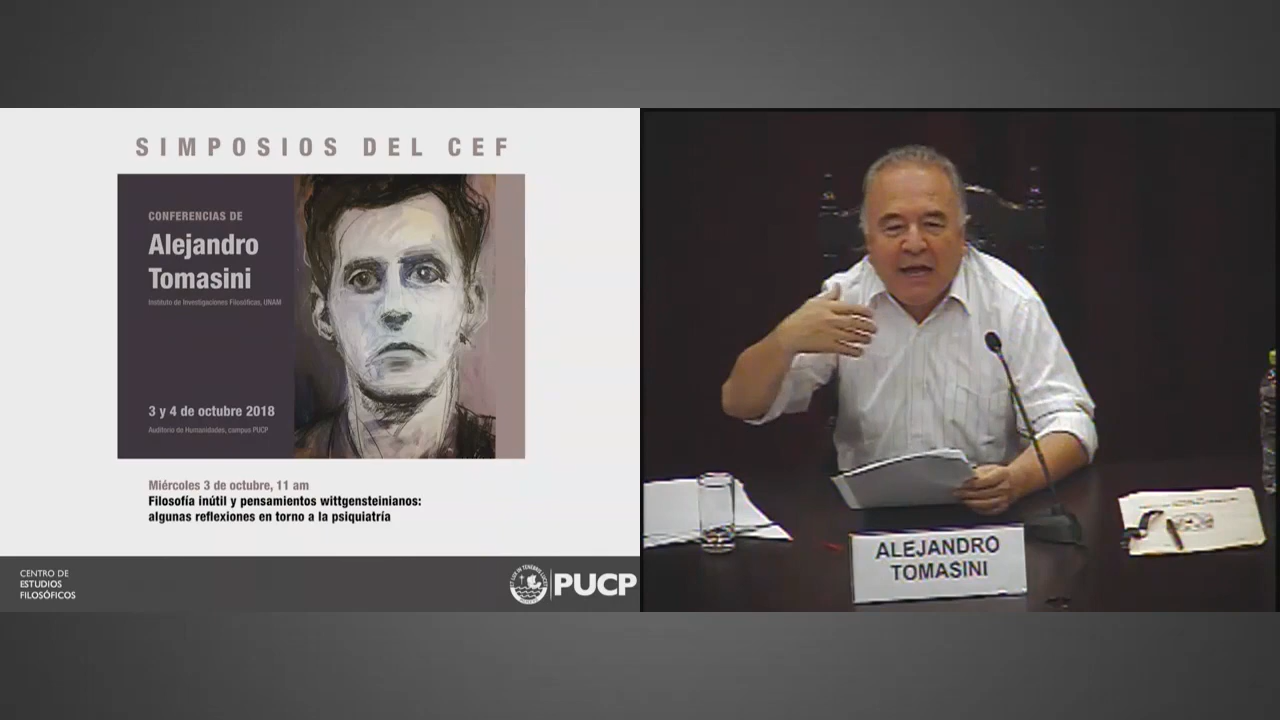 SIMPOSIOS DEL CEF
CONFERENCIAS DE
Alejandro
Tomasini
Instituto de Investigaciones Filosóficas, UNAM
3 y 4 de octubre 2018
Auditorio de Humanidades, campus PUCP
Miércoles 3 de octubre, 11 am
Filosofía inútil y pensamientos wittgensteinianos:
algunas reflexiones en torno a la psiquiatría
CENTRO DE
ESTUDIOS
FILOSÓFICOS
PUCP
ALEJANDRO
TOMASINI